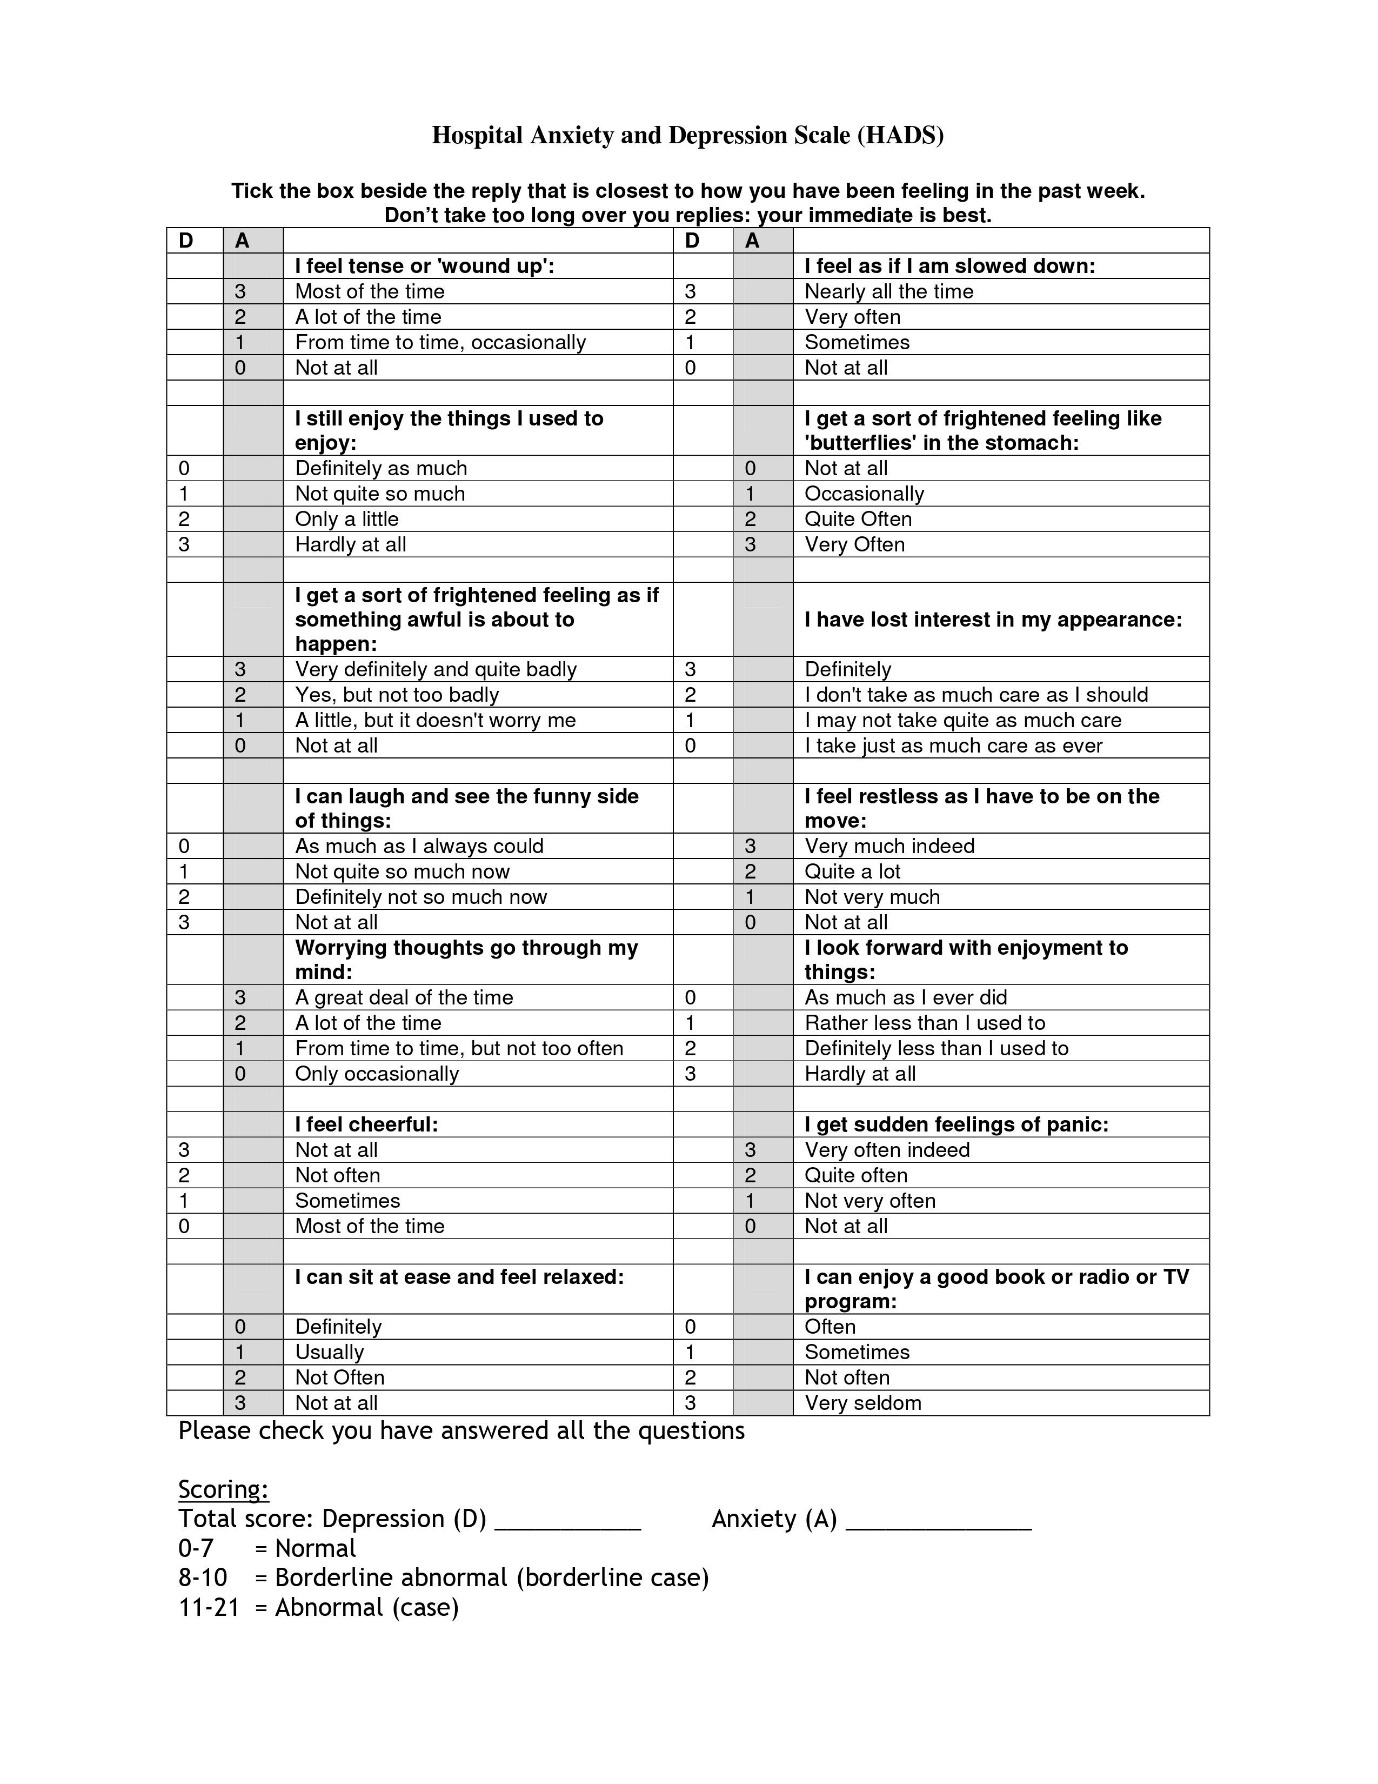 Hospital Anxiety and Depression Scale (HADS)
Tick the box beside the reply that is closest to how you have been feeling in the past week.
Don't take too long over you replies: your immediate is best.
D A D A
I feel tense or 'wound up': I feel as if I am slowed down:
3 Most of the time 3 Nearly all the time
2 A lot of the time 2 Very often
1 From time to time, occasionally 1 Sometimes
0 Not at all 0 Not at all
I still enjoy the things I used to I get a sort of frightened feeling like
enjoy: 'butterflies' in the stomach:
0 Definitely as much 0 Not at all
1 Not quite so much 1 Occasionally
2 Only a little 2 Quite Often
3 Hardly at all 3 Very Often
I get a sort of frightened feeling as if
something awful is about to I have lost interest in my appearance:
happen:
3 Very definitely and quite badly 3 Definitely
2 Yes, but not too badly 2 I don't take as much care as I should
1 A little, but it doesn't worry me 1 I may not take quite as much care
0 Not at all 0 I take just as much care as ever
I can laugh and see the funny side I feel restless as I have to be on the
of things: move:
0 As much as I always could 3 Very much indeed
1 Not quite so much now 2 Quite a lot
2 Definitely not so much now 1 Not very much
3 Not at all 0 Not at all
Worrying thoughts go through my I look forward with enjoyment to
mind: things:
3 A great deal of the time 0 As much as I ever did
2 A lot of the time 1 Rather less than I used to
1 From time to time, but not too often 2 Definitely less than I used to
0 Only occasionally 3 Hardly at all
I feel cheerful: I get sudden feelings of panic:
3 Not at all 3 Very often indeed
2 Not often 2 Quite often
1 Sometimes 1 Not very often
0 Most of the time 0 Not at all
I can sit at ease and feel relaxed: I can enjoy a good book or radio or TV
program:
0 Definitely 0 Often
1 Usually 1 Sometimes
2 Not Often 2 Not often
3 Not at all 3 Very seldom
Please check you have answered all the questions
Scoring:
Total score: Depression (D) ___________ Anxiety (A) ______________
0-7 = Normal
8-10 = Borderline abnormal (borderline case)
11-21 = Abnormal (case)